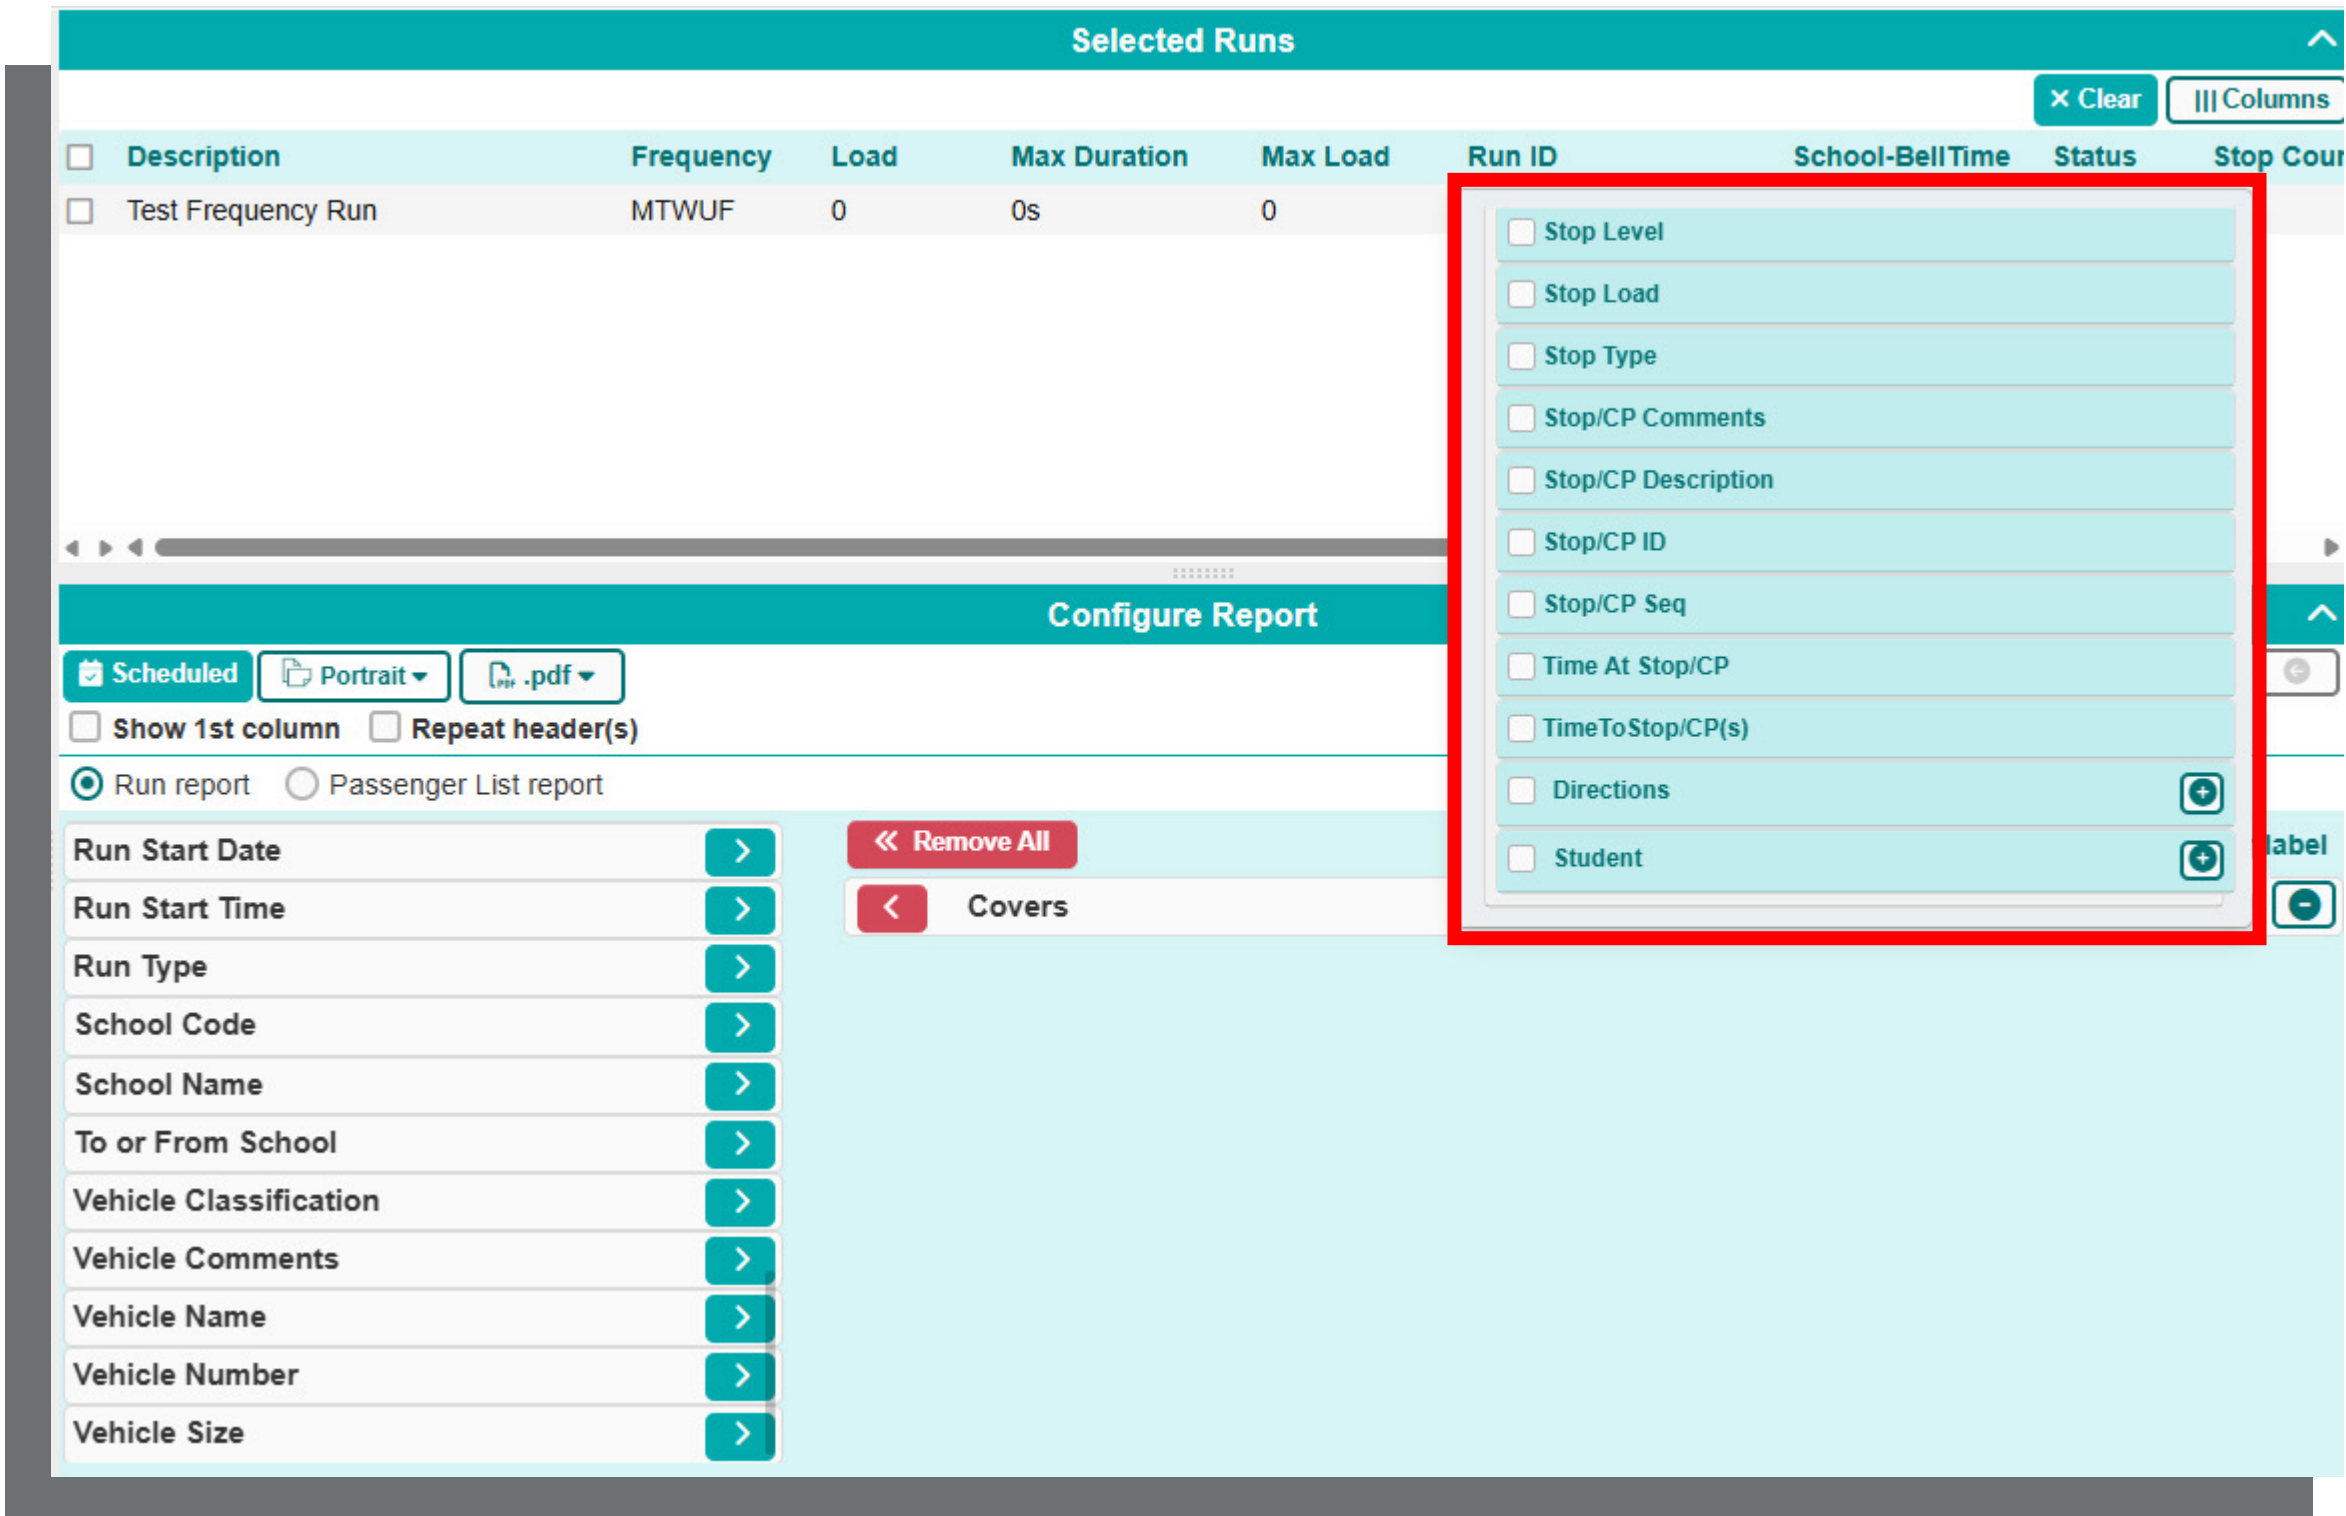 Selected Runs
× Clear
Columns
Description Frequency Load Max Duration Max Load Run ID School-BellTime Status Stop Cour
Test Frequency Run MTWUF 0 0s 0
Stop Level
Stop Load
Stop Type
Stop/CP Comments
Stop/CP Description
Stop/CP ID
Stop/CP Seq
Time At Stop/CP
TimeToStop/CP(s)
Directions
Student
Configure Report
Scheduled Portrait .pdf
Show 1st column Repeat header(s)
Run report Passenger List report
Run Start Date
Run Start Time
Run Type
School Code
School Name
To or From School
Vehicle Classification
Vehicle Comments
Vehicle Name
Vehicle Number
Vehicle Size
Remove All
label
Covers